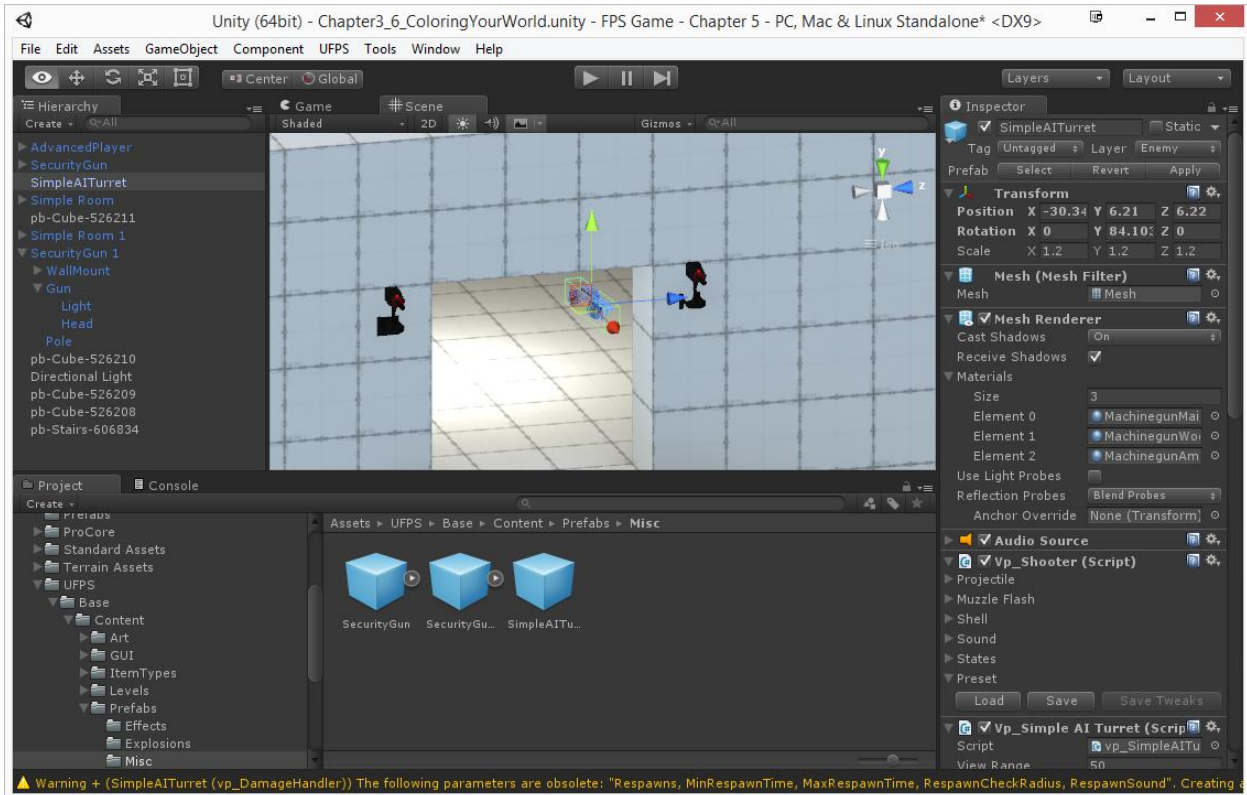 Unity (64bit) - Chapter3_6_ColoringYourWorld.unity - FPS Game - Chapter 5 - PC, Mac & Linux Standalone* <DX9>
File Edit Assets GameObject Component UFPS Tools Window Help
Center Global Layers Layout
Hierarchy
Create All
AdvancedPlayer
SecurityGun
SimpleAITurret
Simple Room
pb-Cube-526211
Simple Room 1
SecurityGun 1
WallMount
Gun
Light
Head
Pole
pb-Cube-526210
Directional Light
pb-Cube-526209
pb-Cube-526208
pb-Stairs-606834
Game Scene
Shaded 2D Gizmos All
y
z
Iso
Inspector
SimpleAITurret Static
Tag Untagged Layer Enemy
Prefab Select Revert Apply
Transform
Position X -30.34 Y 6.21 Z 6.22
Rotation X 0 Y 84.103 Z 0
Scale X 1.2 Y 1.2 Z 1.2
Mesh (Mesh Filter)
Mesh Mesh
Mesh Renderer
Cast Shadows On
Receive Shadows
Materials
Size 3
Element 0 MachinegunMai
Element 1 MachinegunWo
Element 2 MachinegunAm
Use Light Probes
Reflection Probes Blend Probes
Anchor Override None (Transform)
Audio Source
Vp_Shooter (Script)
Projectile
Muzzle Flash
Shell
Sound
States
Preset
Load Save Save Tweaks
Vp_Simple AI Turret (Scrip
Script vp_SimpleAITu
View Range 50
Project Console
Create
Prefabs
ProCore
Standard Assets
Terrain Assets
UFPS
Base
Content
Art
GUI
ItemTypes
Levels
Prefabs
Effects
Explosions
Misc
Assets UFPS Base Content Prefabs Misc
SecurityGun SecurityGu... SimpleAITu...
Warning + (SimpleAITurret (vp_DamageHandler)) The following parameters are obsolete: "Respawns, MinRespawnTime, MaxRespawnTime, RespawnCheckRadius, RespawnSound". Creating a